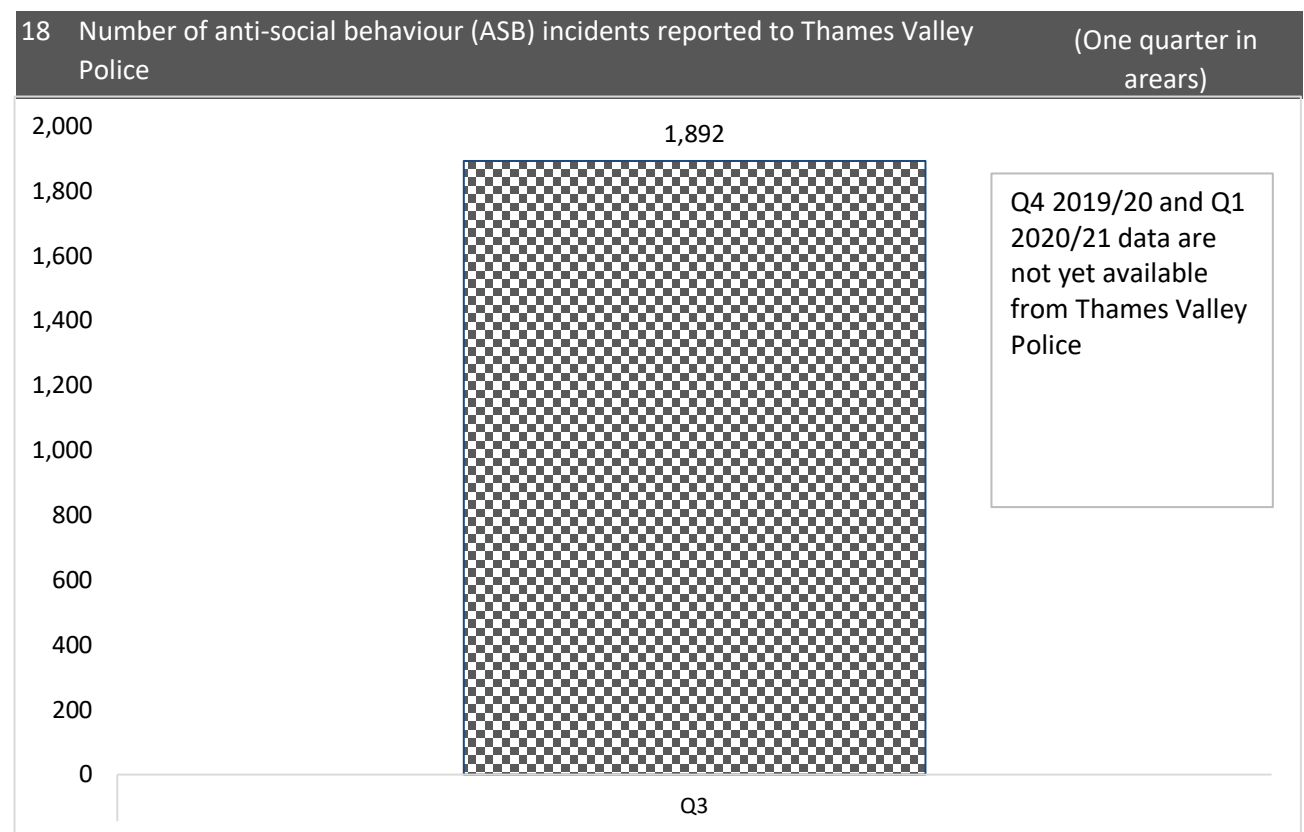 18 Number of anti-social behaviour (ASB) incidents reported to Thames Valley
Police
(One quarter in
arears)
2,000
1,800
1,600
1,400
1,200
1,000
800
600
400
200
0
1,892
Q3
Q4 2019/20 and Q1
2020/21 data are
not yet available
from Thames Valley
Police